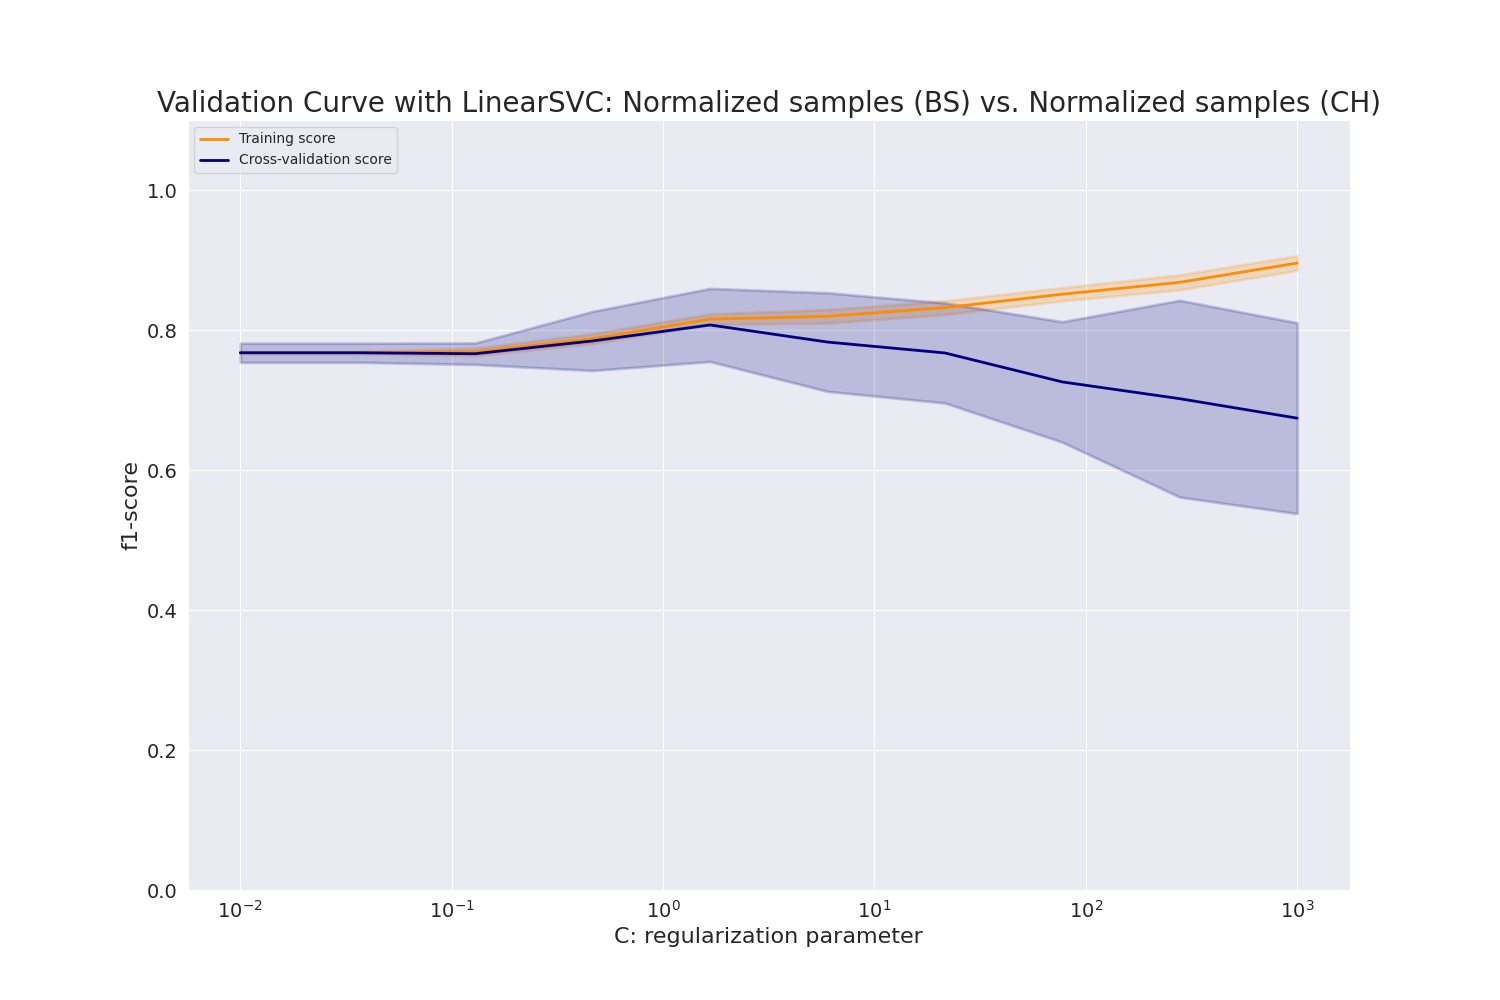 Validation Curve with LinearSVC: Normalized samples (BS) vs. Normalized samples (CH)
Training score
Cross-validation score
1.0
0.8
0.6
0.4
0.2
0.0
f1-score
10⁻² 10⁻¹ 10⁰ 10¹ 10² 10³
C: regularization parameter